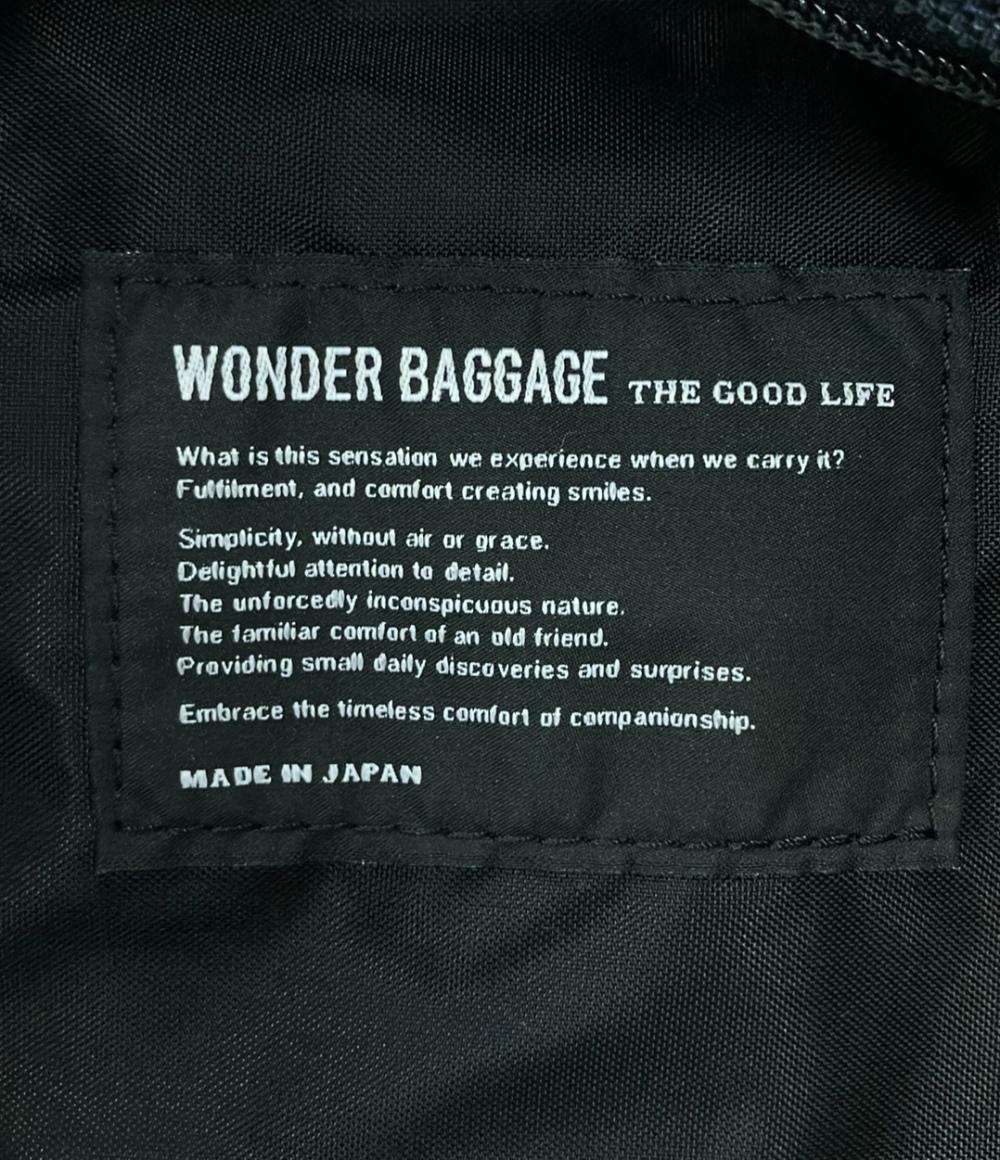 WONDER BAGGAGE THE GOOD LIFE
What is this sensation we experience when we carry it?
Fulfilment, and comfort creating smiles.
Simplicity, without air or grace.
Delightful attention to detail.
The unforcedly inconspicuous nature.
The familiar comfort of an old friend.
Providing small daily discoveries and surprises.
Embrace the timeless comfort of companionship.
MADE IN JAPAN